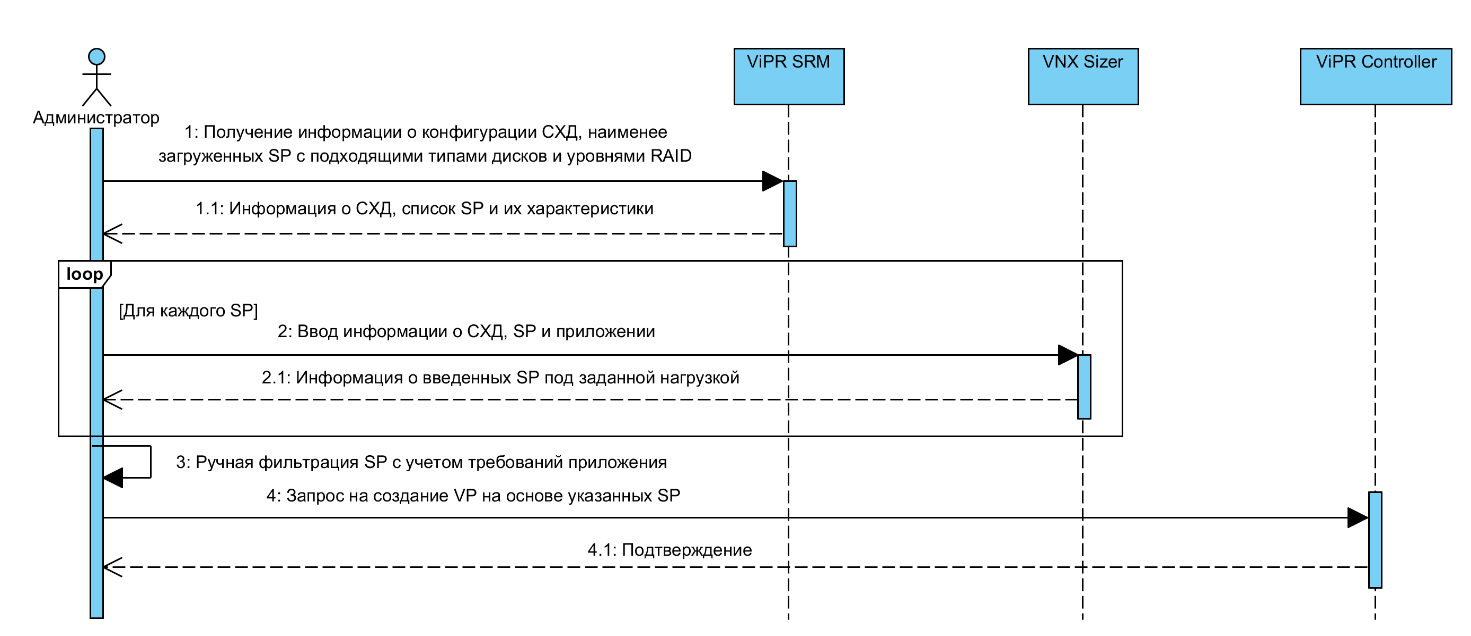 ViPR SRM
VNX Sizer
ViPR Controller
Администратор
1: Получение информации о конфигурации СХД, наименее
загруженных SP с подходящими типами дисков и уровнями RAID
1.1: Информация о СХД, список SP и их характеристики
loop
[Для каждого SP]
2: Ввод информации о СХД, SP и приложении
2.1: Информация о введенных SP под заданной нагрузкой
3: Ручная фильтрация SP с учетом требований приложения
4: Запрос на создание VP на основе указанных SP
4.1: Подтверждение